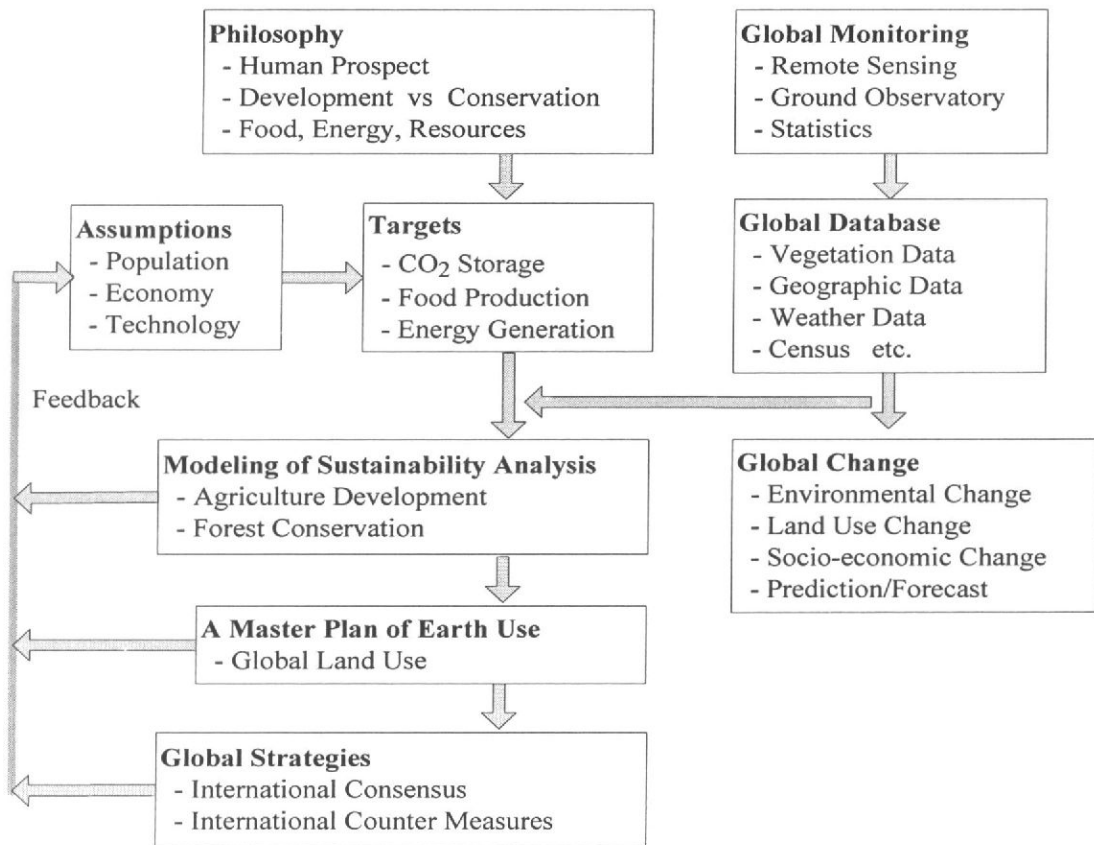 Philosophy
- Human Prospect
- Development vs Conservation
- Food, Energy, Resources
Global Monitoring
- Remote Sensing
- Ground Observatory
- Statistics
Assumptions
- Population
- Economy
- Technology
Targets
- CO2 Storage
- Food Production
- Energy Generation
Global Database
- Vegetation Data
- Geographic Data
- Weather Data
- Census etc.
Feedback
Modeling of Sustainability Analysis
- Agriculture Development
- Forest Conservation
Global Change
- Environmental Change
- Land Use Change
- Socio-economic Change
- Prediction/Forecast
A Master Plan of Earth Use
- Global Land Use
Global Strategies
- International Consensus
- International Counter Measures